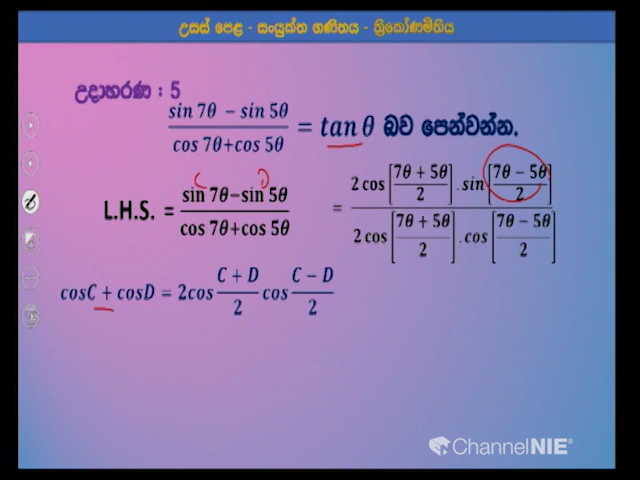 උසස් පෙළ - සංයුක්ත ගණිතය - ත්‍රිකෝණමිතිය
උදාහරණ : 5
(sin 7θ − sin 5θ)/(cos 7θ+cos 5θ) = tan θ බව පෙන්වන්න.
L.H.S. = (sin 7θ−sin 5θ)/(cos 7θ+cos 5θ) = (2 cos [(7θ + 5θ)/2] . sin [(7θ − 5θ)/2])/(2 cos [(7θ + 5θ)/2] . cos [(7θ − 5θ)/2])
cosC + cosD = 2cos (C + D)/2 cos (C − D)/2
ChannelNIE